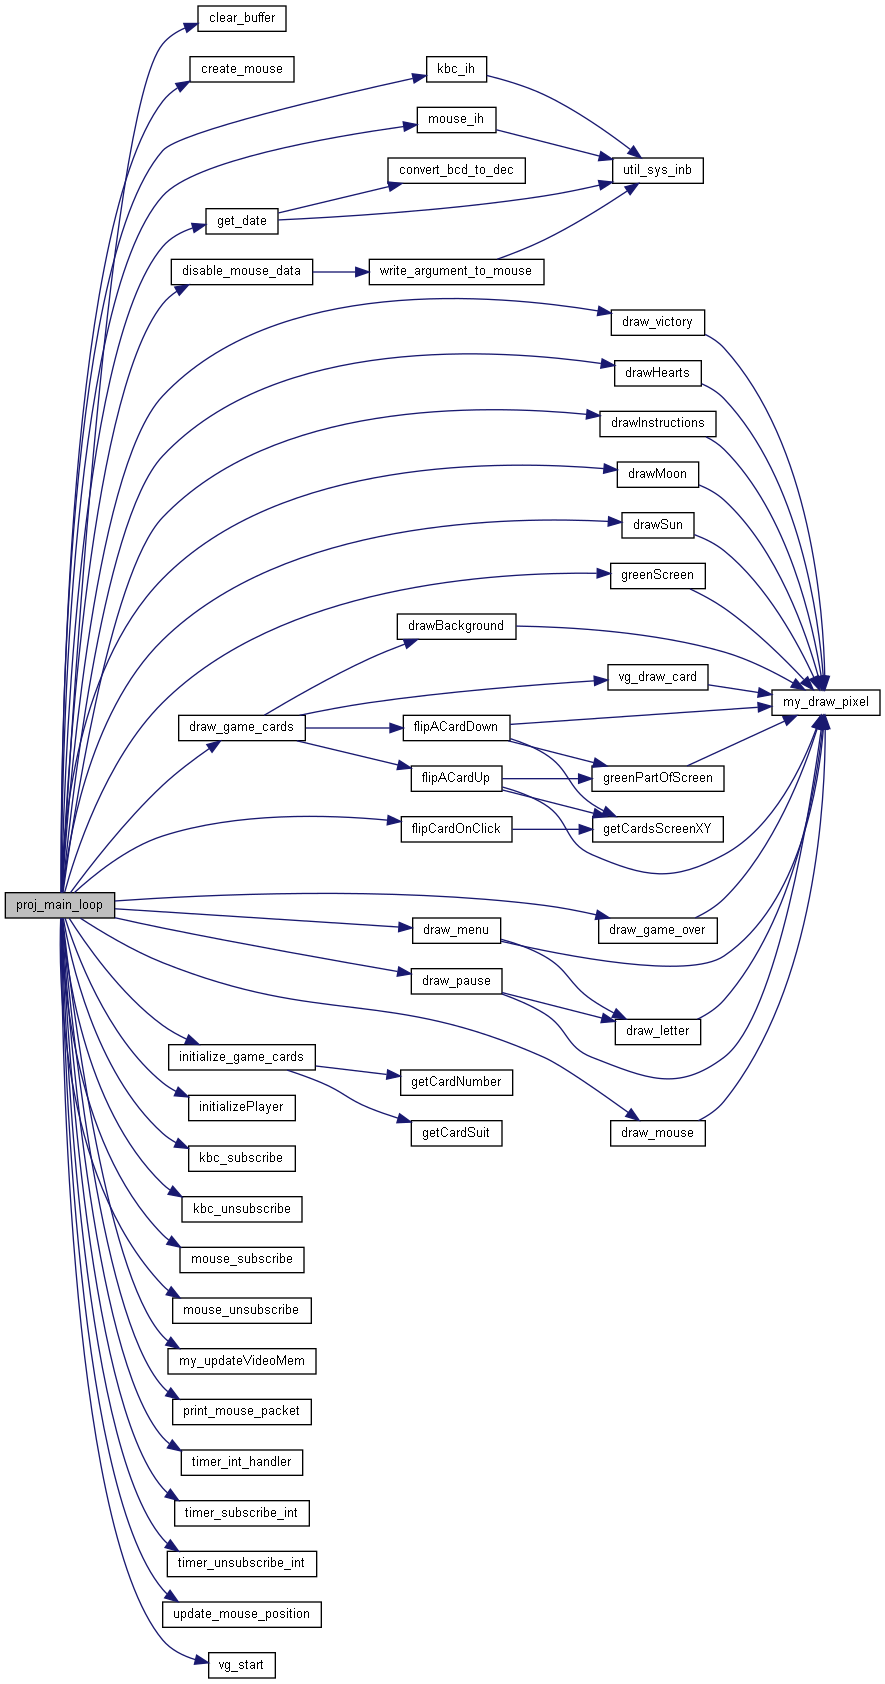 clear_buffer
create_mouse
kbc_ih
mouse_ih
convert_bcd_to_dec
util_sys_inb
get_date
disable_mouse_data
write_argument_to_mouse
draw_victory
drawHearts
drawInstructions
drawMoon
drawSun
greenScreen
drawBackground
vg_draw_card
my_draw_pixel
draw_game_cards
flipACardDown
flipACardUp
greenPartOfScreen
flipCardOnClick
getCardsScreenXY
proj_main_loop
draw_menu
draw_game_over
draw_pause
draw_letter
initialize_game_cards
getCardNumber
initializePlayer
getCardSuit
draw_mouse
kbc_subscribe
kbc_unsubscribe
mouse_subscribe
mouse_unsubscribe
my_updateVideoMem
print_mouse_packet
timer_int_handler
timer_subscribe_int
timer_unsubscribe_int
update_mouse_position
vg_start